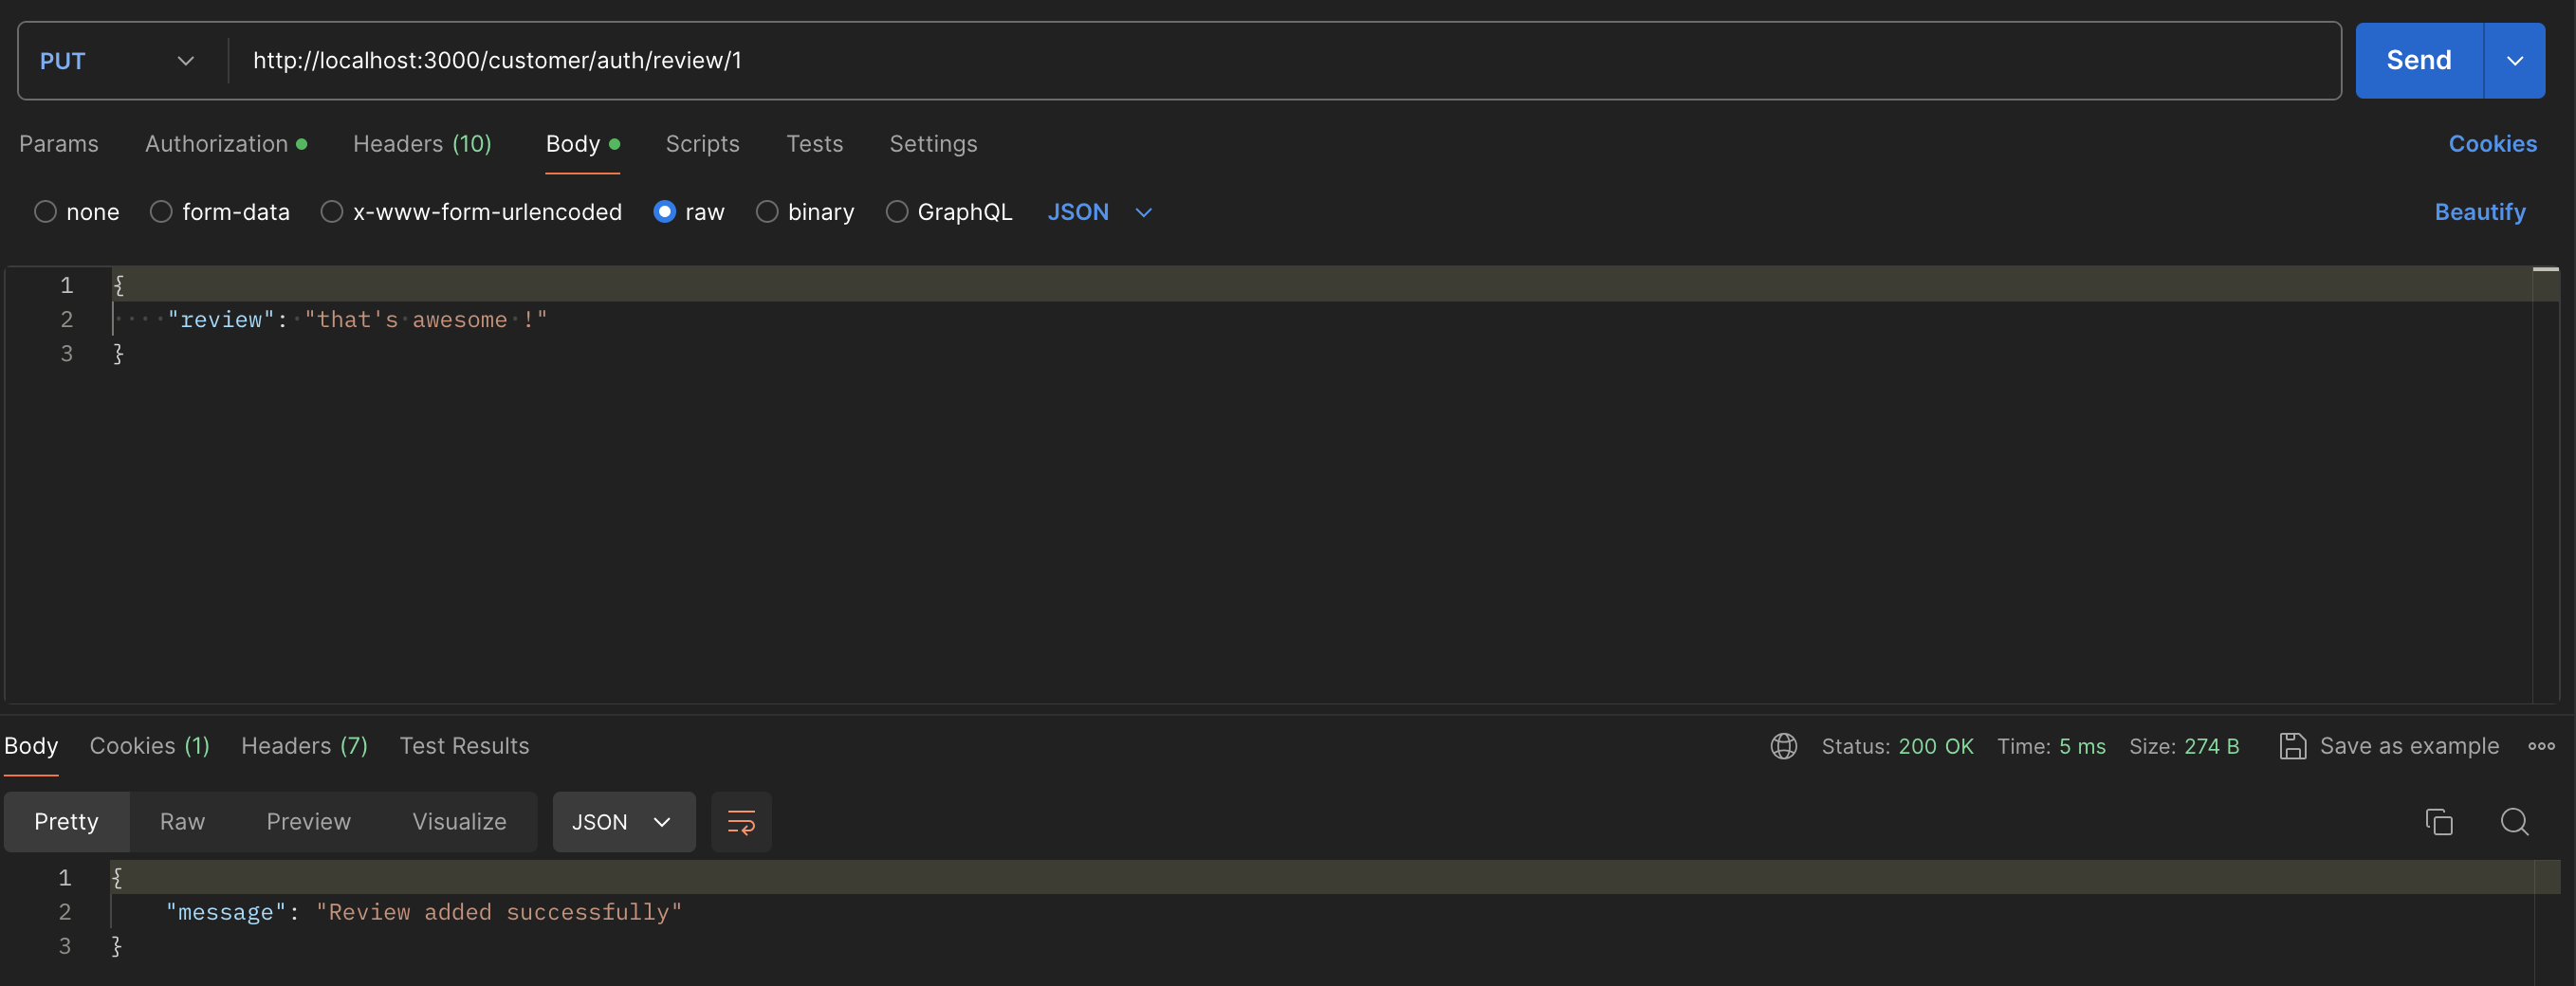 PUT http://localhost:3000/customer/auth/review/1 Send
Params Authorization Headers (10) Body Scripts Tests Settings Cookies
none form-data x-www-form-urlencoded raw binary GraphQL JSON Beautify
1 {
2 "review": "that's awesome !"
3 }
Body Cookies (1) Headers (7) Test Results Status: 200 OK Time: 5 ms Size: 274 B Save as example
Pretty Raw Preview Visualize JSON
1 {
2 "message": "Review added successfully"
3 }